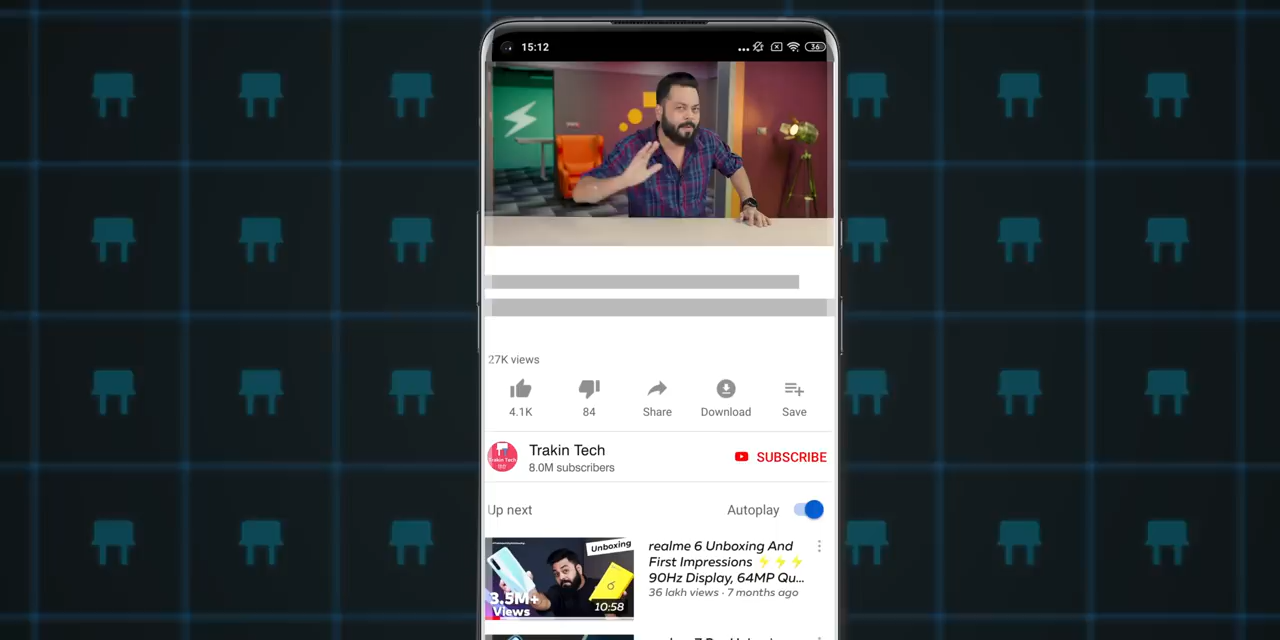 15:12
36
27K views
4.1K
84
Share
Download
Save
Trakin Tech
8.0M subscribers
SUBSCRIBE
Up next
Autoplay
Unboxing
3.5M+
Views
10:58
realme 6 Unboxing And
First Impressions ⚡⚡⚡
90Hz Display, 64MP Qu...
36 lakh views · 7 months ago